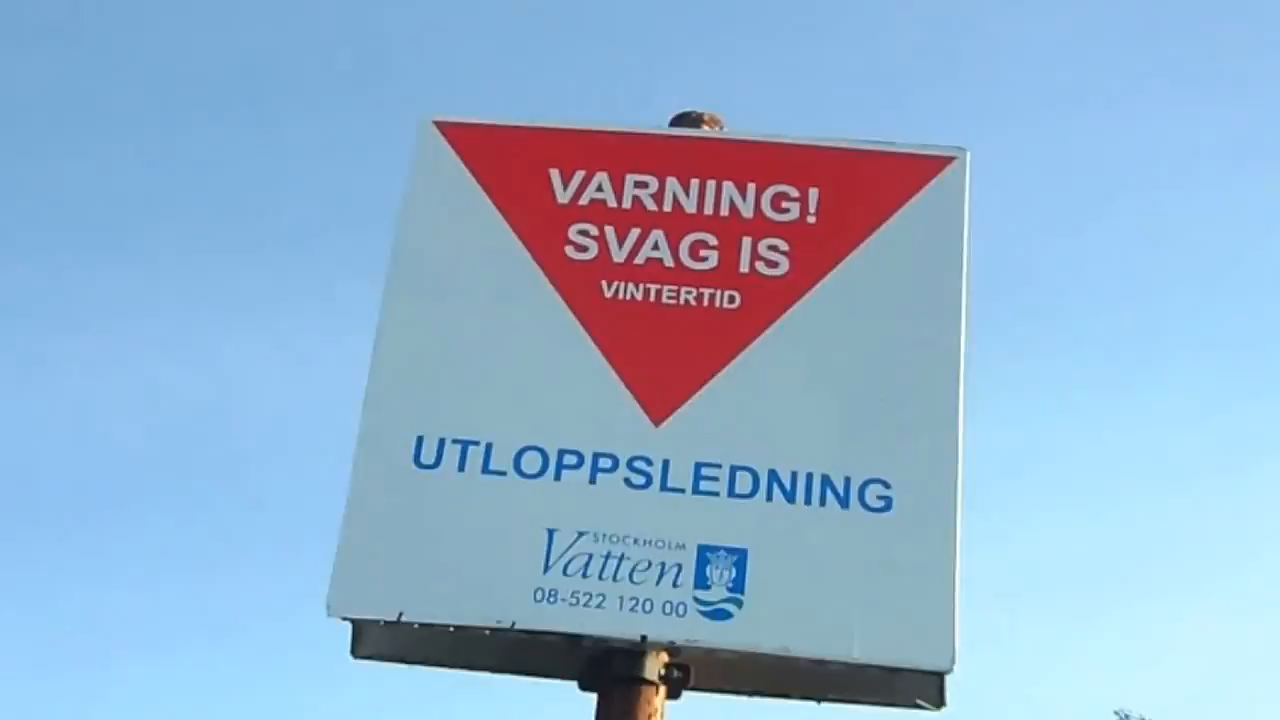 VARNING!
SVAG IS
VINTERTID
UTLOPPSLEDNING
STOCKHOLM
Vatten
08-522 120 00